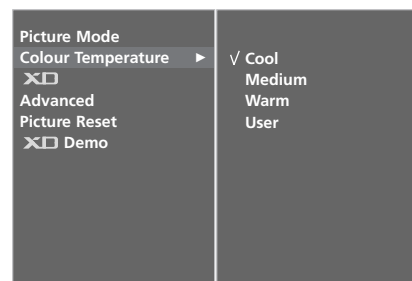 Picture Mode
Colour Temperature ►
XD
Advanced
Picture Reset
XD Demo
√ Cool
Medium
Warm
User